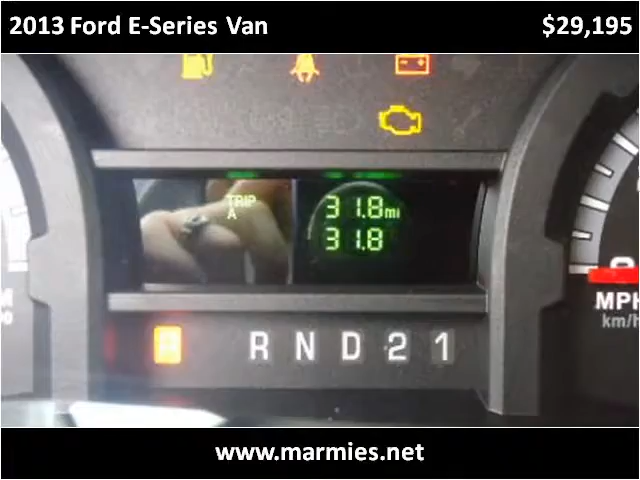 2013 Ford E-Series Van $29,195
TRIP
A
31.8mi
31.8
R N D 2 1
MPH
km/h
www.marmies.net